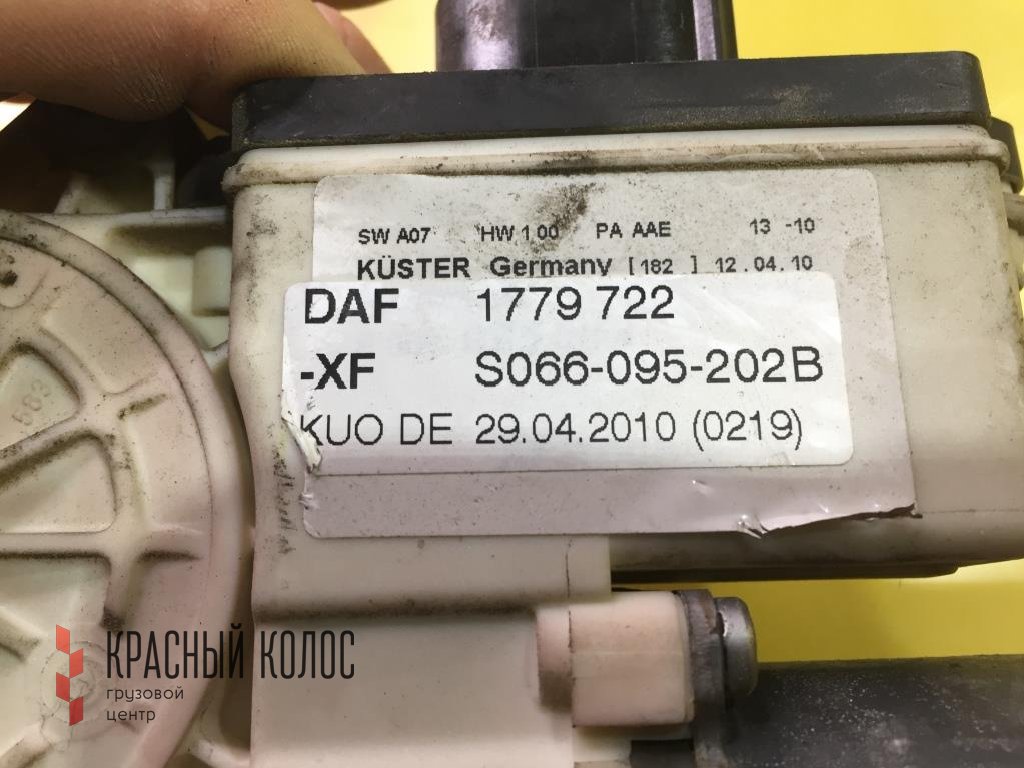 SW A07 HW 1 00 PA AAE 13 -10
KÜSTER Germany [ 182 ] 12.04.10
DAF 1779 722
-XF S066-095-202B
KUO DE 29.04.2010 (0219)
563
КРАСНЫЙ КОЛОС
грузовой
центр